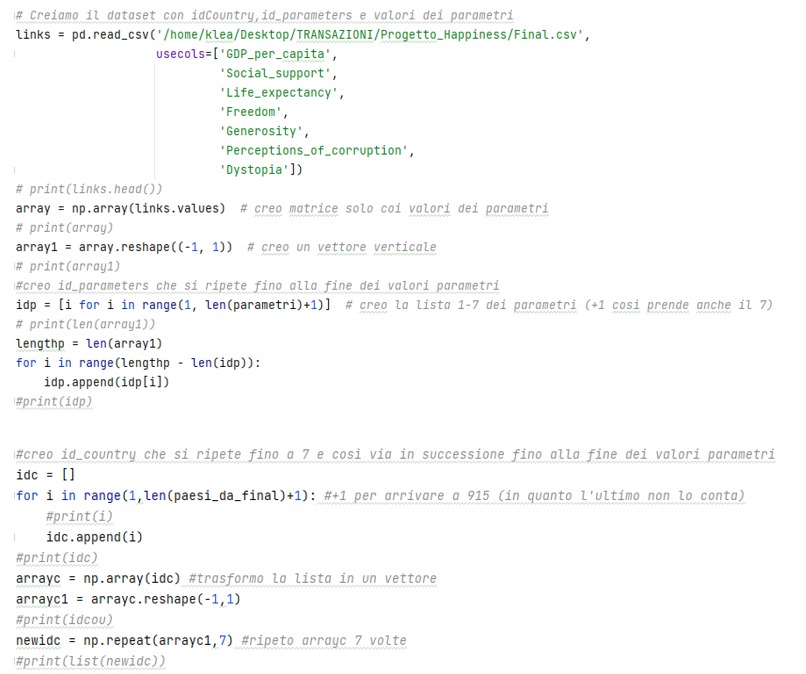 # Creiamo il dataset con idCountry,id_parameters e valori dei parametri
links = pd.read_csv('/home/klea/Desktop/TRANSAZIONI/Progetto_Happiness/Final.csv',
                    usecols=['GDP_per_capita',
                             'Social_support',
                             'Life_expectancy',
                             'Freedom',
                             'Generosity',
                             'Perceptions_of_corruption',
                             'Dystopia'])
# print(links.head())
array = np.array(links.values)  # creo matrice solo coi valori dei parametri
# print(array)
array1 = array.reshape((-1, 1))  # creo un vettore verticale
# print(array1)
#creo id_parameters che si ripete fino alla fine dei valori parametri
idp = [i for i in range(1, len(parametri)+1)]  # creo la lista 1-7 dei parametri (+1 cosi prende anche il 7)
# print(len(array1))
lengthp = len(array1)
for i in range(lengthp - len(idp)):
    idp.append(idp[i])
#print(idp)
#creo id_country che si ripete fino a 7 e cosi via in successione fino alla fine dei valori parametri
idc = []
for i in range(1,len(paesi_da_final)+1): #+1 per arrivare a 915 (in quanto l'ultimo non lo conta)
    #print(i)
    idc.append(i)
#print(idc)
arrayc = np.array(idc) #trasformo la lista in un vettore
arrayc1 = arrayc.reshape(-1,1)
#print(idcou)
newidc = np.repeat(arrayc1,7) #ripeto arrayc 7 volte
#print(list(newidc))